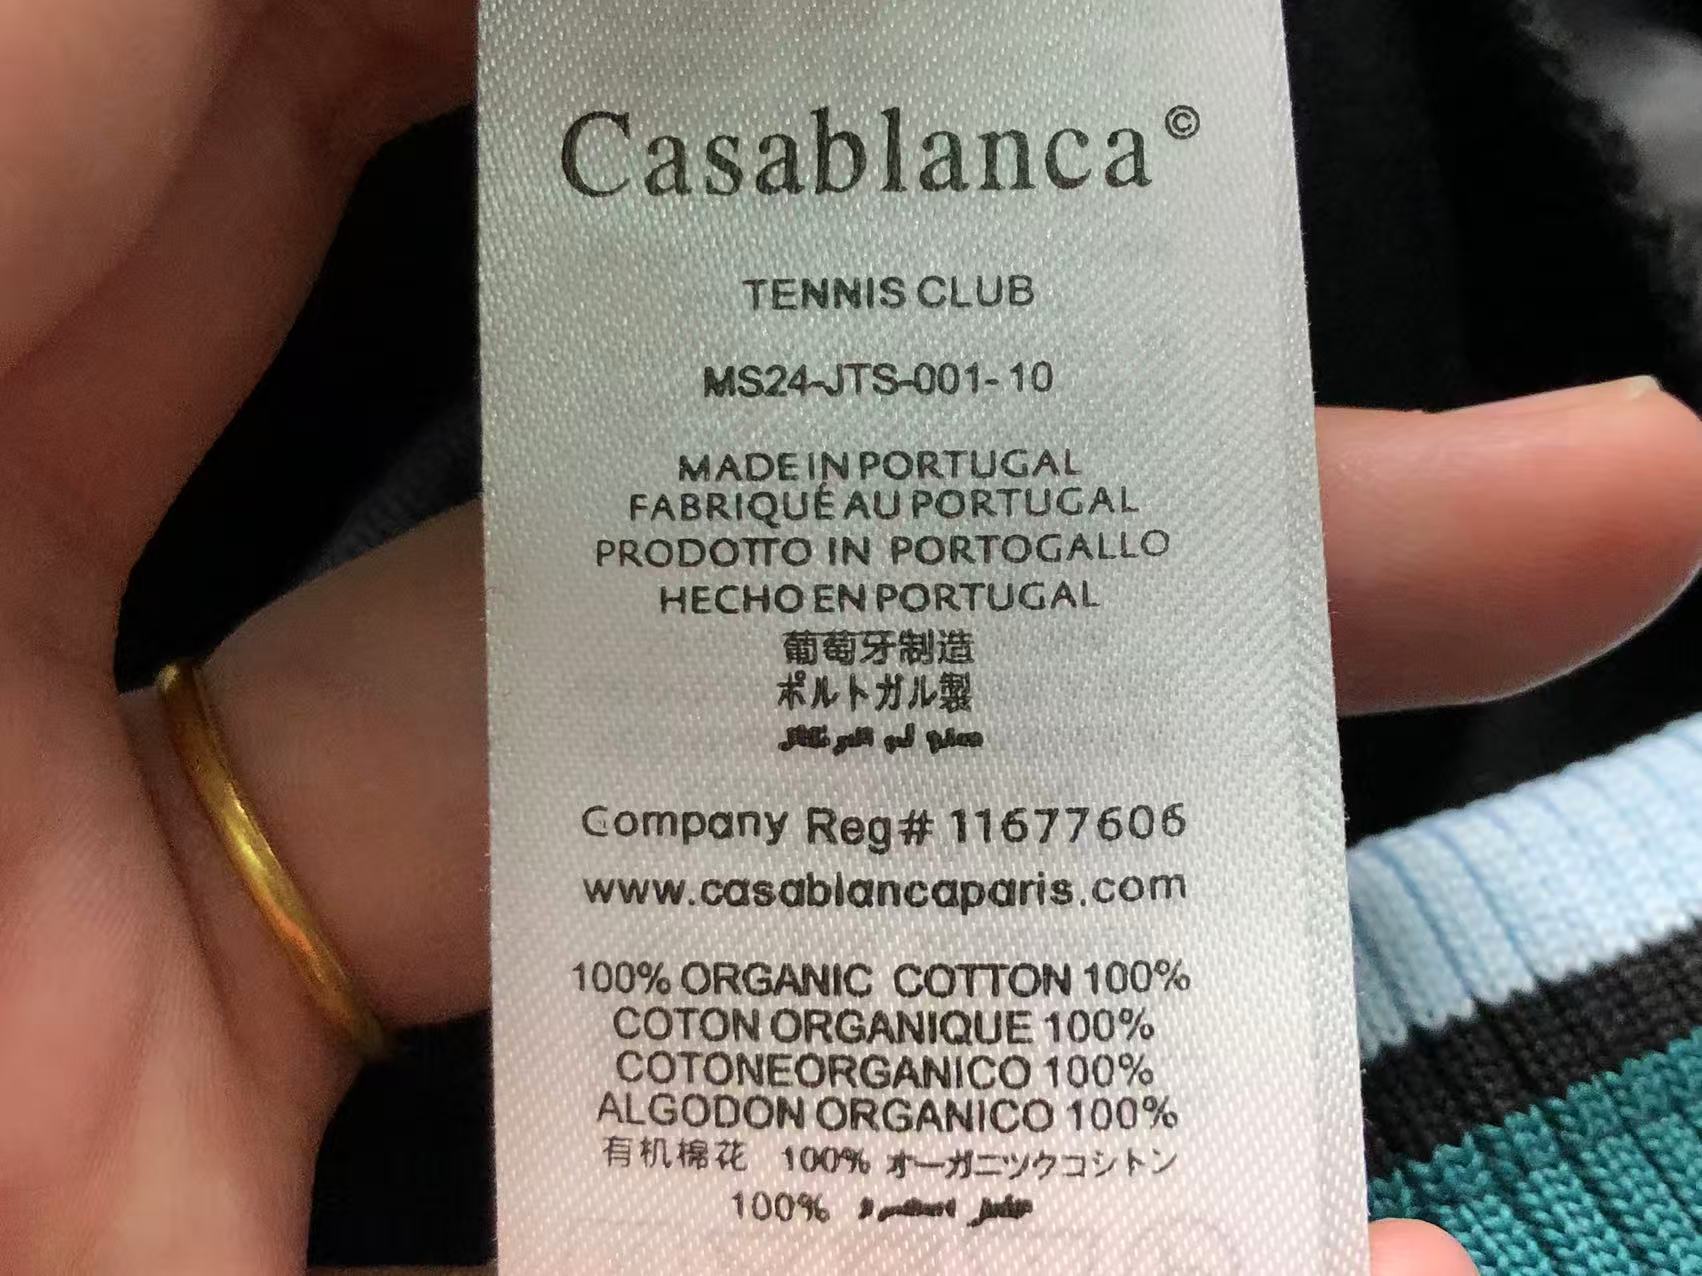 Casablanca©
TENNIS CLUB
MS24-JTS-001-10
MADE IN PORTUGAL
FABRIQUÉ AU PORTUGAL
PRODOTTO IN PORTOGALLO
HECHO EN PORTUGAL
葡萄牙制造
ポルトガル製
Company Reg# 11677606
www.casablancaparis.com
100% ORGANIC COTTON 100%
COTON ORGANIQUE 100%
COTONEORGANICO 100%
ALGODON ORGANICO 100%
有机棉花 100% オーガニックコシトン
100%